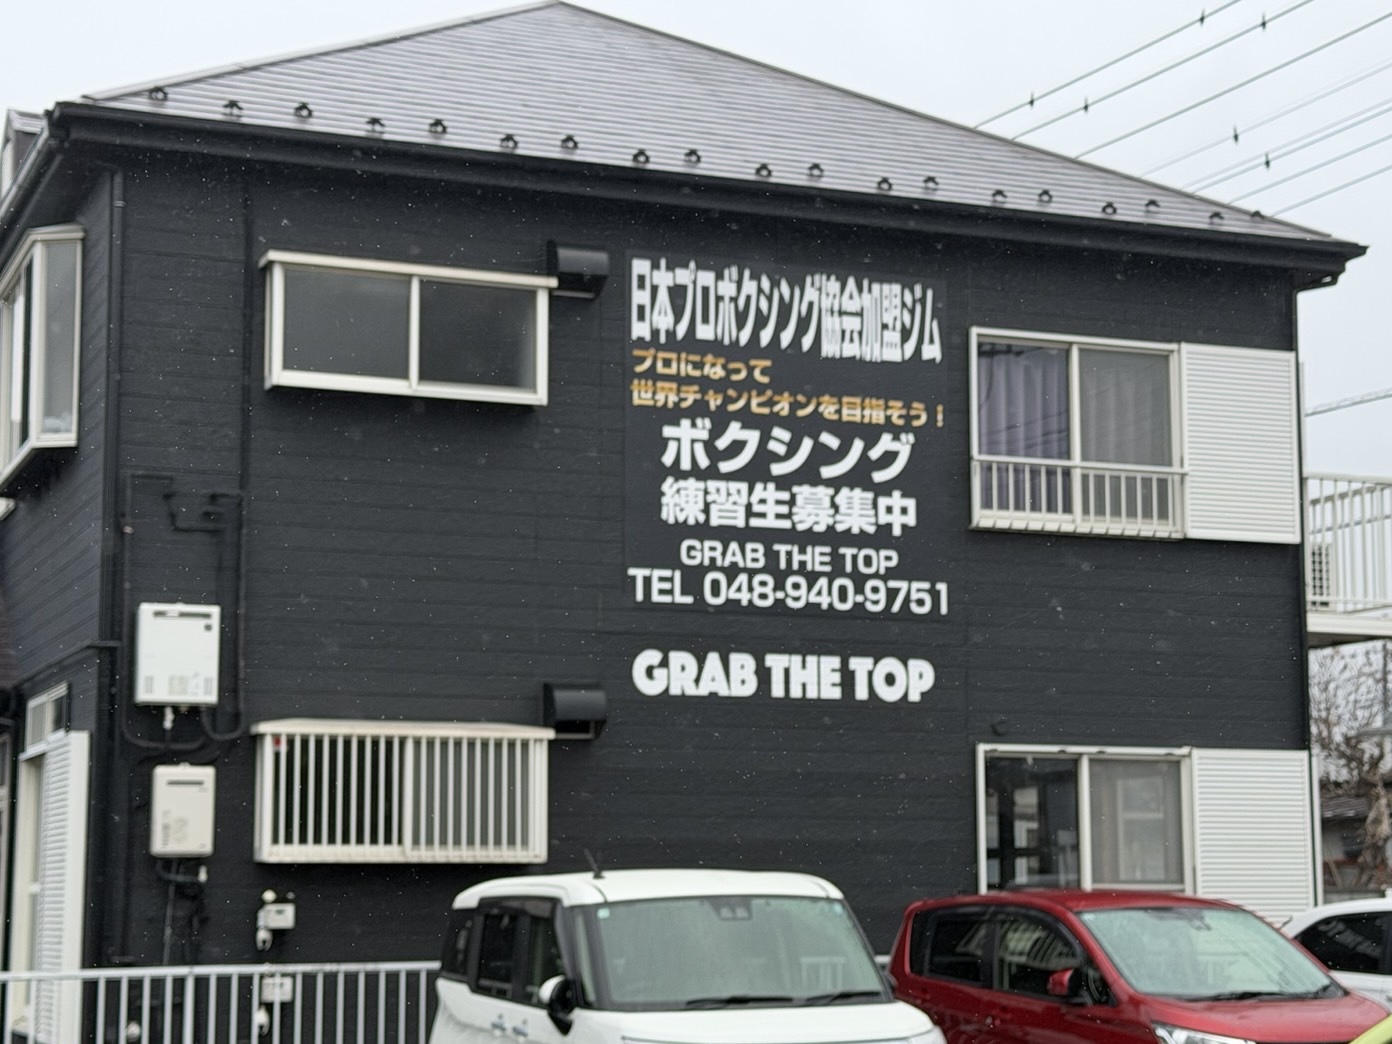 日本プロボクシング協会加盟ジム
プロになって
世界チャンピオンを目指そう!
ボクシング
練習生募集中
GRAB THE TOP
TEL 048-940-9751
GRAB THE TOP